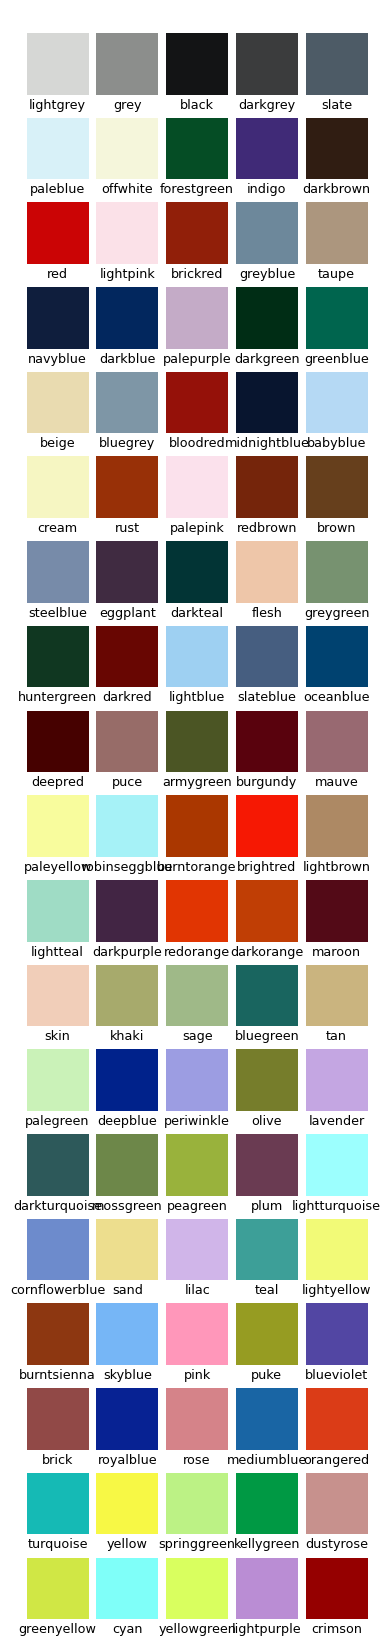 lightgrey grey black darkgrey slate
paleblue offwhite forestgreen indigo darkbrown
red lightpink brickred greyblue taupe
navyblue darkblue palepurple darkgreen greenblue
beige bluegrey bloodred midnightblue babyblue
cream rust palepink redbrown brown
steelblue eggplant darkteal flesh greygreen
huntergreen darkred lightblue slateblue oceanblue
deepred puce armygreen burgundy mauve
paleyellow robinseggblue burntorange brightred lightbrown
lightteal darkpurple redorange darkorange maroon
skin khaki sage bluegreen tan
palegreen deepblue periwinkle olive lavender
darkturquoise mossgreen peagreen plum lightturquoise
cornflowerblue sand lilac teal lightyellow
burntsienna skyblue pink puke blueviolet
brick royalblue rose mediumblue orangered
turquoise yellow springgreen kellygreen dustyrose
greenyellow cyan yellowgreen lightpurple crimson